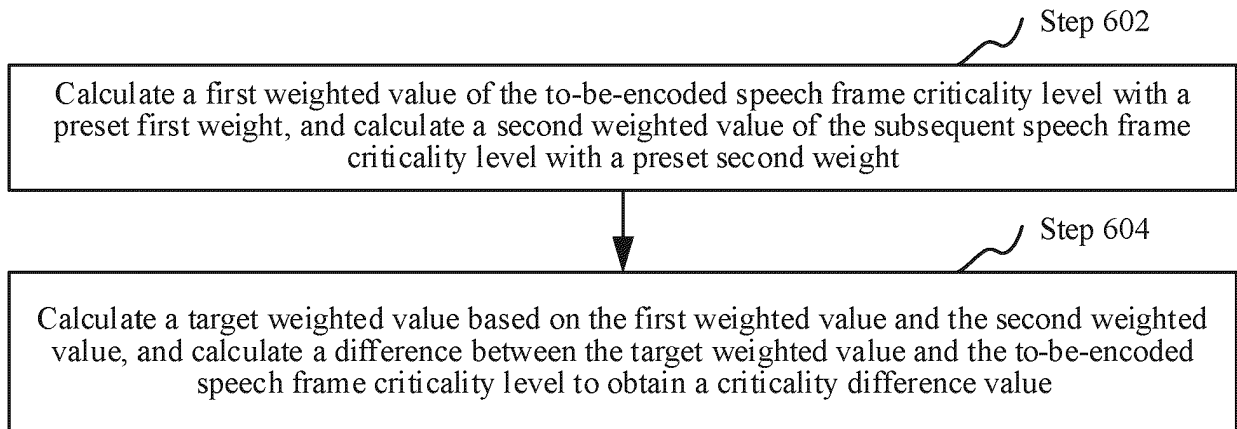 Step 602
Calculate a first weighted value of the to-be-encoded speech frame criticality level with a
preset first weight, and calculate a second weighted value of the subsequent speech frame
criticality level with a preset second weight
Step 604
Calculate a target weighted value based on the first weighted value and the second weighted
value, and calculate a difference between the target weighted value and the to-be-encoded
speech frame criticality level to obtain a criticality difference value